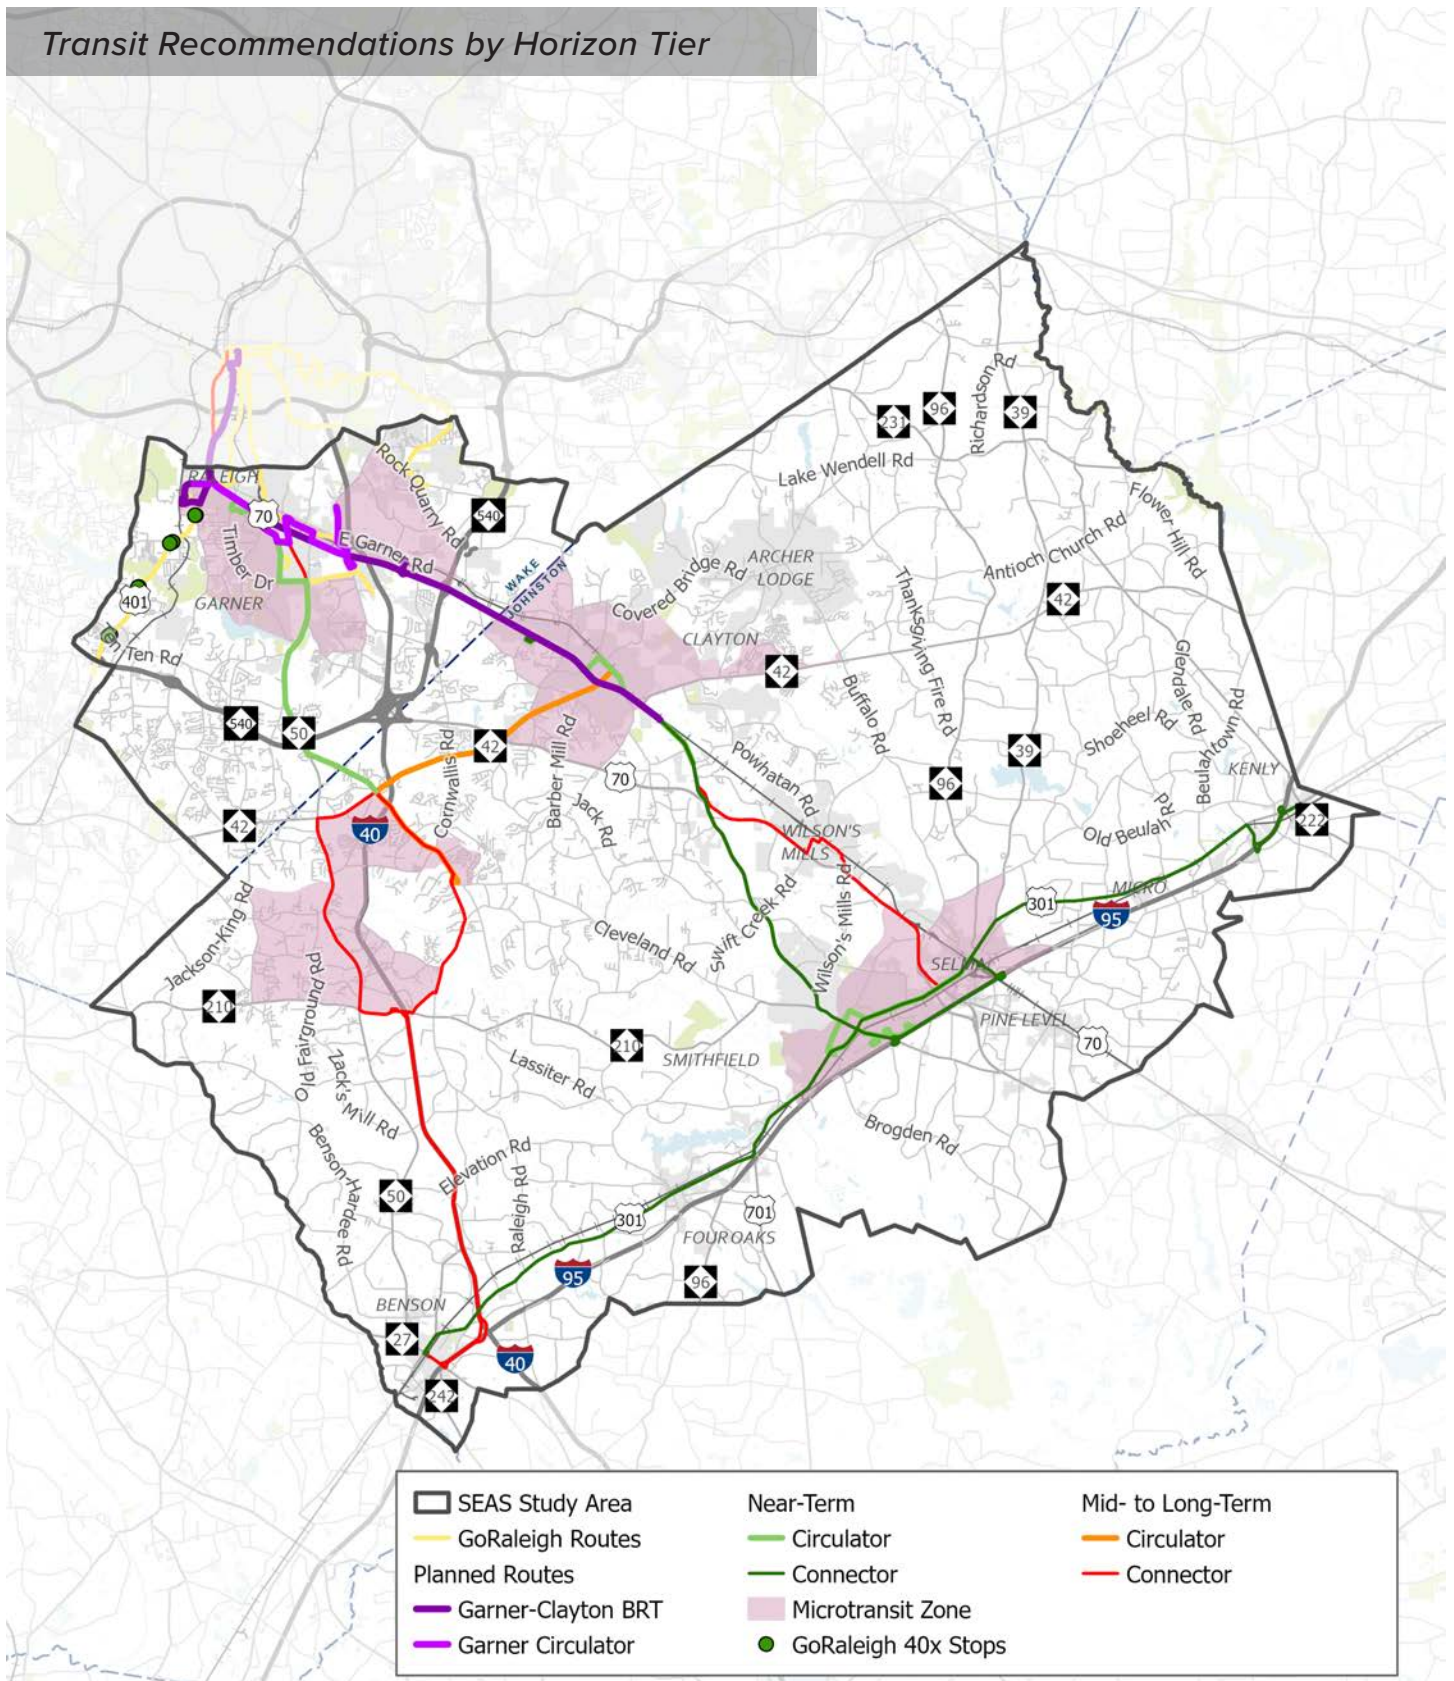 Transit Recommendations by Horizon Tier
231
96
39
Richardson Rd
Lake Wendell Rd
Flower Hill Rd
Antioch Church Rd
Rock Quarry Rd
RALEIGH
70
540
E Garner Rd
Timber Dr
GARNER
401
Ten Ten Rd
WAKE
JOHNSTON
Covered Bridge Rd
ARCHER
LODGE
CLAYTON
42
42
Thanksgiving Fire Rd
Buffalo Rd
Glendale Rd
Shoeheel Rd
Beulahtown Rd
KENLY
540
50
42
Cornwallis Rd
Barber Mill Rd
70
Jack Rd
Powhatan Rd
39
96
222
Old Beulah Rd
42
40
WILSON'S
MILLS
MICRO
301
95
Jackson-King Rd
210
Old Fairground Rd
Cleveland Rd
Swift Creek Rd
Wilson's Mills Rd
SELMA
PINE LEVEL
70
210
SMITHFIELD
Zack's Mill Rd
Lassiter Rd
Brogden Rd
Benson-Hardee Rd
Elevation Rd
50
Raleigh Rd
301
701
FOUR OAKS
95
96
BENSON
27
40
242
SEAS Study Area
GoRaleigh Routes
Planned Routes
Garner-Clayton BRT
Garner Circulator
Near-Term
Circulator
Connector
Microtransit Zone
GoRaleigh 40x Stops
Mid- to Long-Term
Circulator
Connector